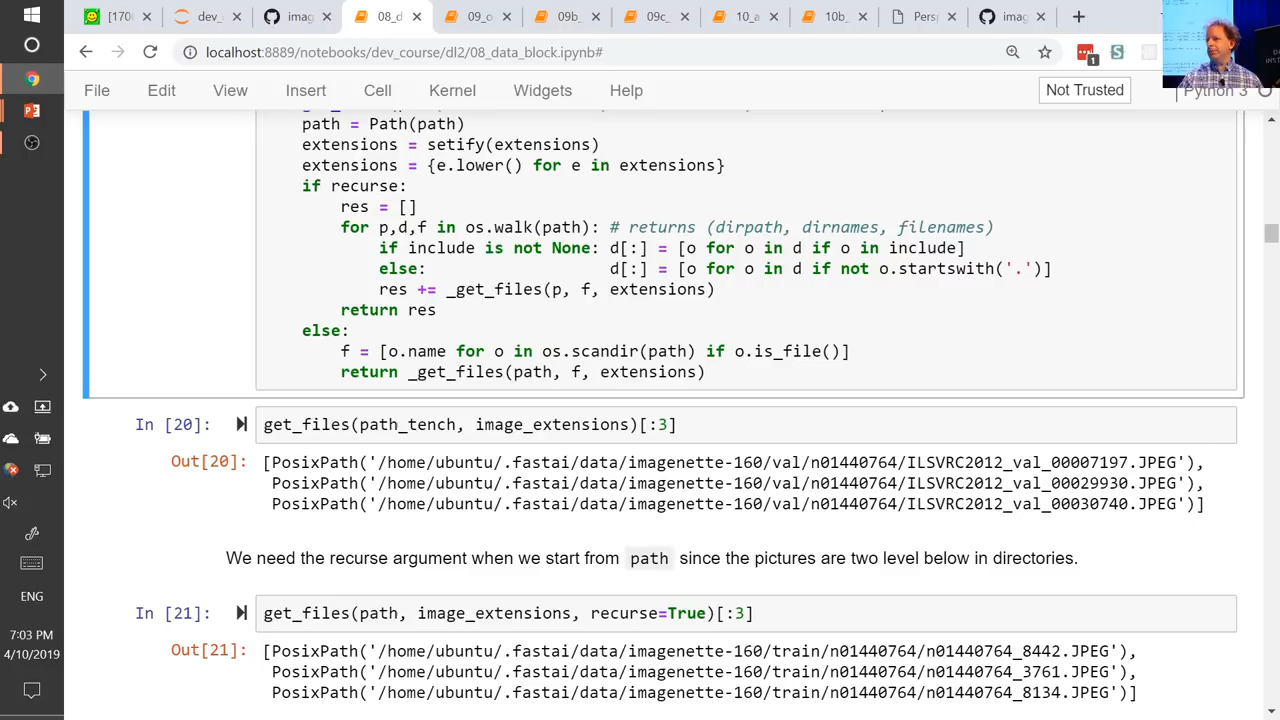 [170
dev_
imag
08_d
09_o
09b_
09c_
10_a
10b_
Persp
imag
localhost:8889/notebooks/dev_course/dl2/08_data_block.ipynb#
1
File Edit View Insert Cell Kernel Widgets Help
Not Trusted
Python 3
path = Path(path)
extensions = setify(extensions)
extensions = {e.lower() for e in extensions}
if recurse:
res = []
for p,d,f in os.walk(path): # returns (dirpath, dirnames, filenames)
if include is not None: d[:] = [o for o in d if o in include]
else: d[:] = [o for o in d if not o.startswith('.')]
res += _get_files(p, f, extensions)
return res
else:
f = [o.name for o in os.scandir(path) if o.is_file()]
return _get_files(path, f, extensions)
In [20]: get_files(path_tench, image_extensions)[:3]
Out[20]: [PosixPath('/home/ubuntu/.fastai/data/imagenette-160/val/n01440764/ILSVRC2012_val_00007197.JPEG'),
PosixPath('/home/ubuntu/.fastai/data/imagenette-160/val/n01440764/ILSVRC2012_val_00029930.JPEG'),
PosixPath('/home/ubuntu/.fastai/data/imagenette-160/val/n01440764/ILSVRC2012_val_00030740.JPEG')]
We need the recurse argument when we start from path since the pictures are two level below in directories.
In [21]: get_files(path, image_extensions, recurse=True)[:3]
Out[21]: [PosixPath('/home/ubuntu/.fastai/data/imagenette-160/train/n01440764/n01440764_8442.JPEG'),
PosixPath('/home/ubuntu/.fastai/data/imagenette-160/train/n01440764/n01440764_3761.JPEG'),
PosixPath('/home/ubuntu/.fastai/data/imagenette-160/train/n01440764/n01440764_8134.JPEG')]
ENG
7:03 PM
4/10/2019